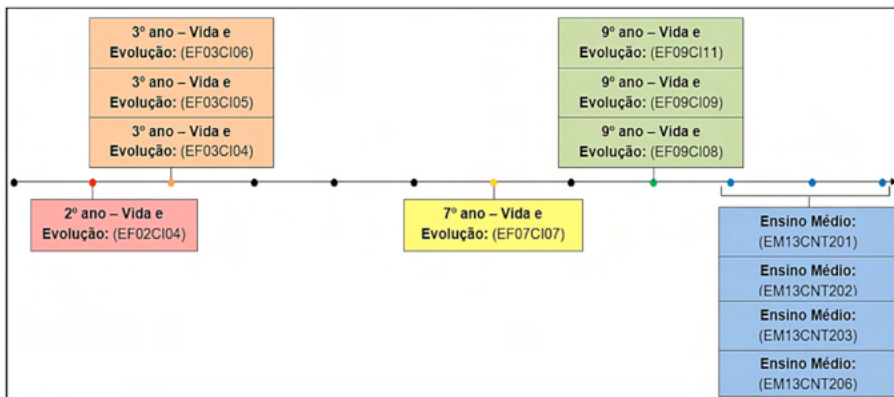 3º ano – Vida e
Evolução: (EF03CI06)
3º ano – Vida e
Evolução: (EF03CI05)
3º ano – Vida e
Evolução: (EF03CI04)
9º ano – Vida e
Evolução: (EF09CI11)
9º ano – Vida e
Evolução: (EF09CI09)
9º ano – Vida e
Evolução: (EF09CI08)
2º ano – Vida e
Evolução: (EF02CI04)
7º ano – Vida e
Evolução: (EF07CI07)
Ensino Médio:
(EM13CNT201)
Ensino Médio:
(EM13CNT202)
Ensino Médio:
(EM13CNT203)
Ensino Médio:
(EM13CNT206)